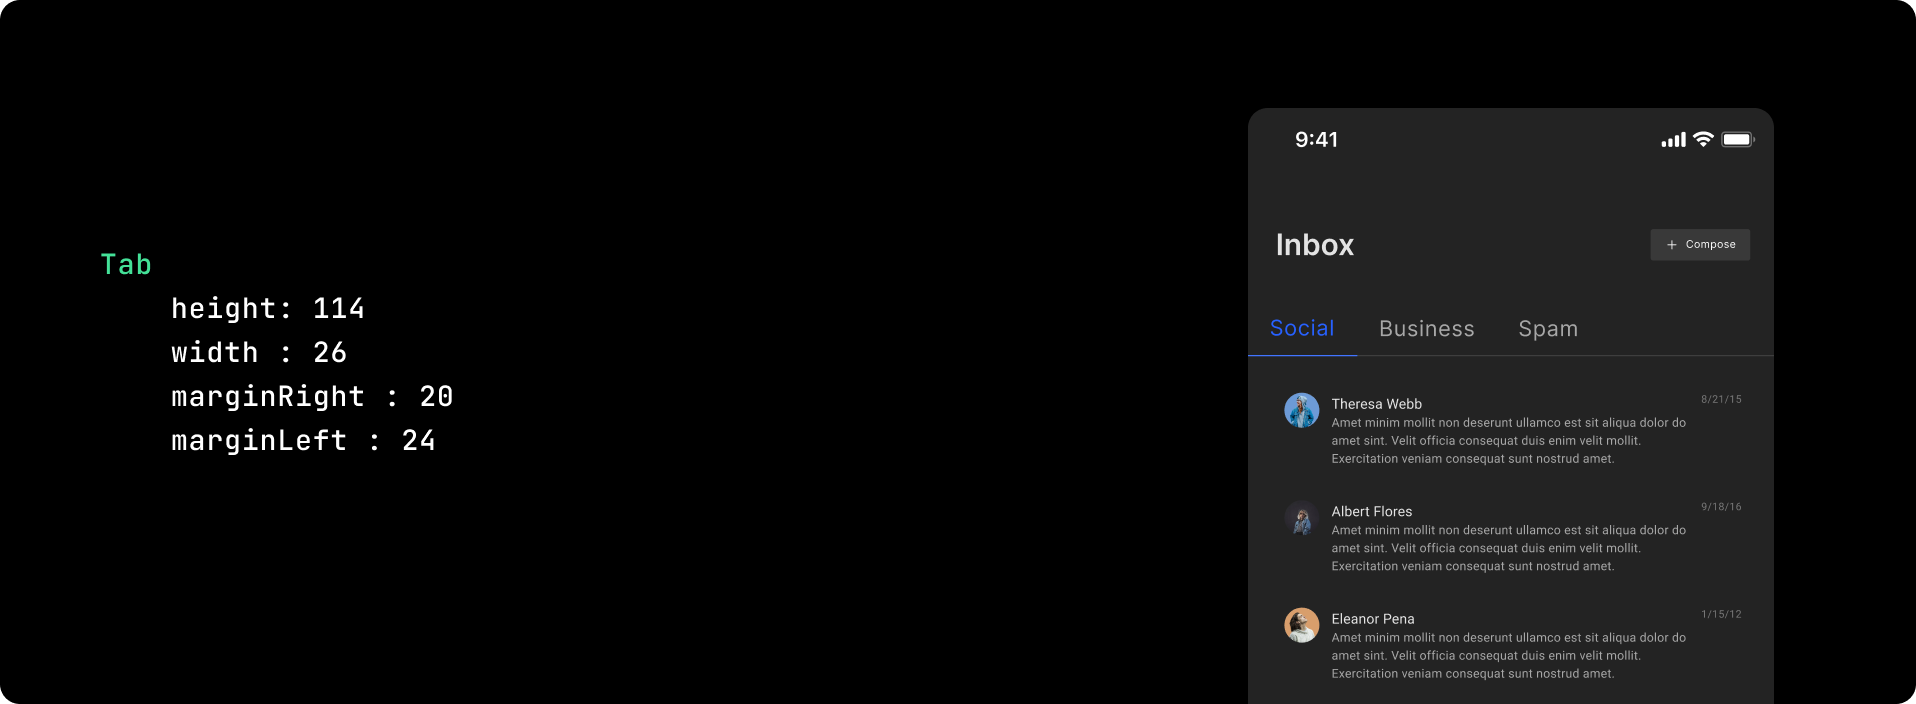 Tab
height: 114
width : 26
marginRight : 20
marginLeft : 24
9:41
Inbox
+ Compose
Social Business Spam
Theresa Webb 8/21/15
Amet minim mollit non deserunt ullamco est sit aliqua dolor do
amet sint. Velit officia consequat duis enim velit mollit.
Exercitation veniam consequat sunt nostrud amet.
Albert Flores 9/18/16
Amet minim mollit non deserunt ullamco est sit aliqua dolor do
amet sint. Velit officia consequat duis enim velit mollit.
Exercitation veniam consequat sunt nostrud amet.
Eleanor Pena 1/15/12
Amet minim mollit non deserunt ullamco est sit aliqua dolor do
amet sint. Velit officia consequat duis enim velit mollit.
Exercitation veniam consequat sunt nostrud amet.